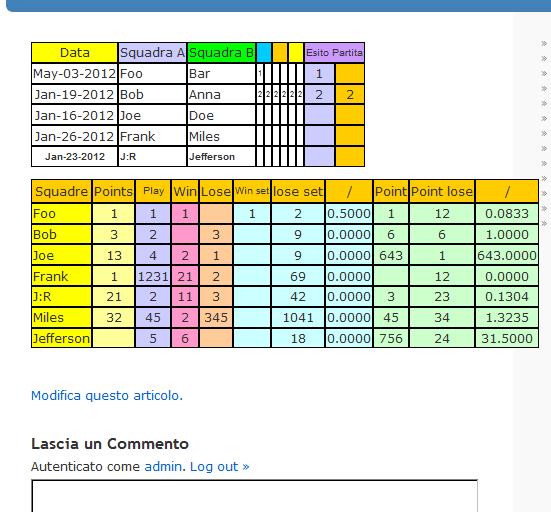 Data Squadra A Squadra B Esito Partita
May-03-2012 Foo Bar 1 1
Jan-19-2012 Bob Anna 2 2 2 2 2 2 2 2
Jan-16-2012 Joe Doe
Jan-26-2012 Frank Miles
Jan-23-2012 J:R Jefferson
Squadre Points Play Win Lose Win set lose set / Point Point lose /
Foo 1 1 1 1 2 0.5000 1 12 0.0833
Bob 3 2 3 9 0.0000 6 6 1.0000
Joe 13 4 2 1 9 0.0000 643 1 643.0000
Frank 1 1231 21 2 69 0.0000 12 0.0000
J:R 21 2 11 3 42 0.0000 3 23 0.1304
Miles 32 45 2 345 1041 0.0000 45 34 1.3235
Jefferson 5 6 18 0.0000 756 24 31.5000
Modifica questo articolo.
Lascia un Commento
Autenticato come admin. Log out »
»
»
»
»
»
»
»
»
»
»